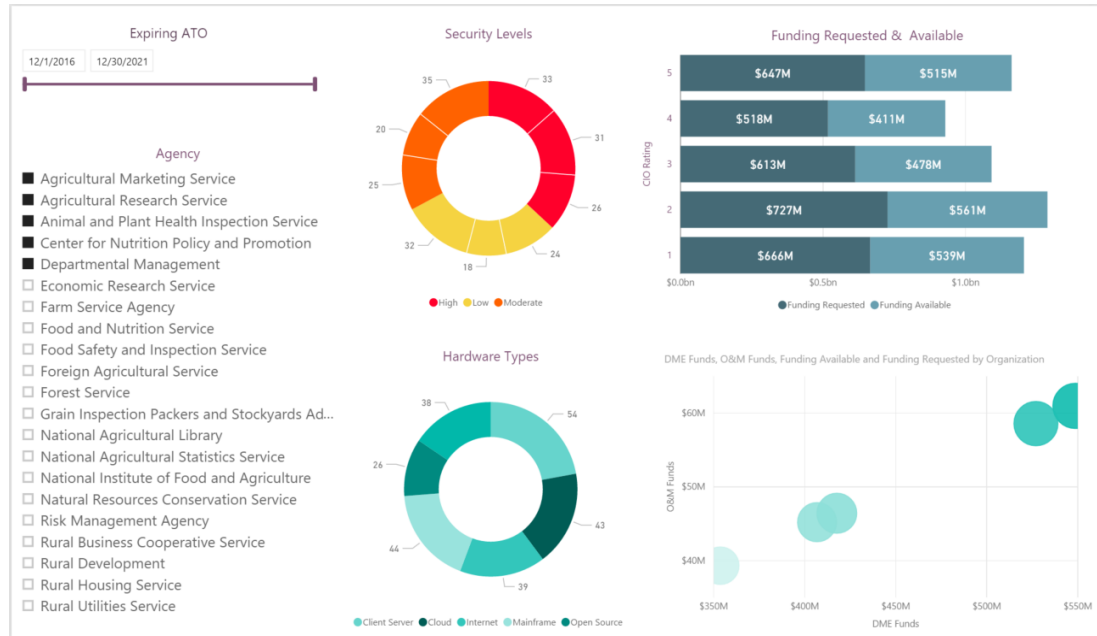 Expiring ATO
12/1/2016
12/30/2021
Agency
Agricultural Marketing Service
Agricultural Research Service
Animal and Plant Health Inspection Service
Center for Nutrition Policy and Promotion
Departmental Management
Economic Research Service
Farm Service Agency
Food and Nutrition Service
Food Safety and Inspection Service
Foreign Agricultural Service
Forest Service
Grain Inspection Packers and Stockyards Ad...
National Agricultural Library
National Agricultural Statistics Service
National Institute of Food and Agriculture
Natural Resources Conservation Service
Risk Management Agency
Rural Business Cooperative Service
Rural Development
Rural Housing Service
Rural Utilities Service
Security Levels
35
33
20
31
25
26
32
24
18
High Low Moderate
Hardware Types
38
54
26
43
44
39
Client Server Cloud Internet Mainframe Open Source
Funding Requested & Available
CIO Rating
5 $647M $515M
4 $518M $411M
3 $613M $478M
2 $727M $561M
1 $666M $539M
$0.0bn $0.5bn $1.0bn
Funding Requested Funding Available
DME Funds, O&M Funds, Funding Available and Funding Requested by Organization
O&M Funds
$60M
$50M
$40M
$350M $400M $450M $500M $550M
DME Funds